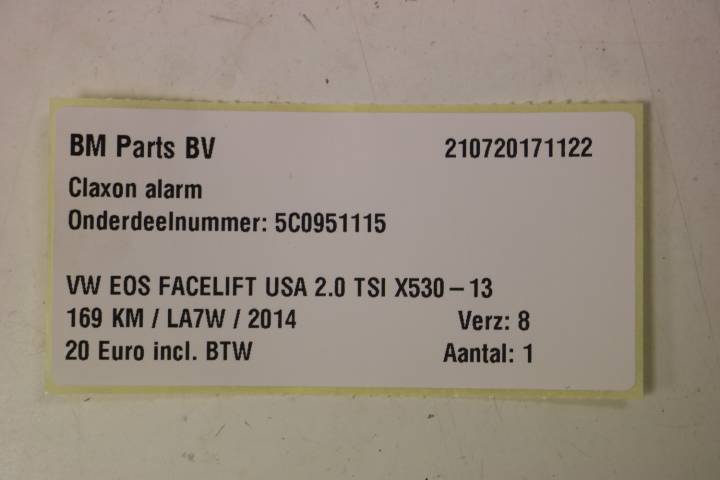 BM Parts BV 210720171122
Claxon alarm
Onderdeelnummer: 5C0951115
VW EOS FACELIFT USA 2.0 TSI X530 – 13
169 KM / LA7W / 2014 Verz: 8
20 Euro incl. BTW Aantal: 1